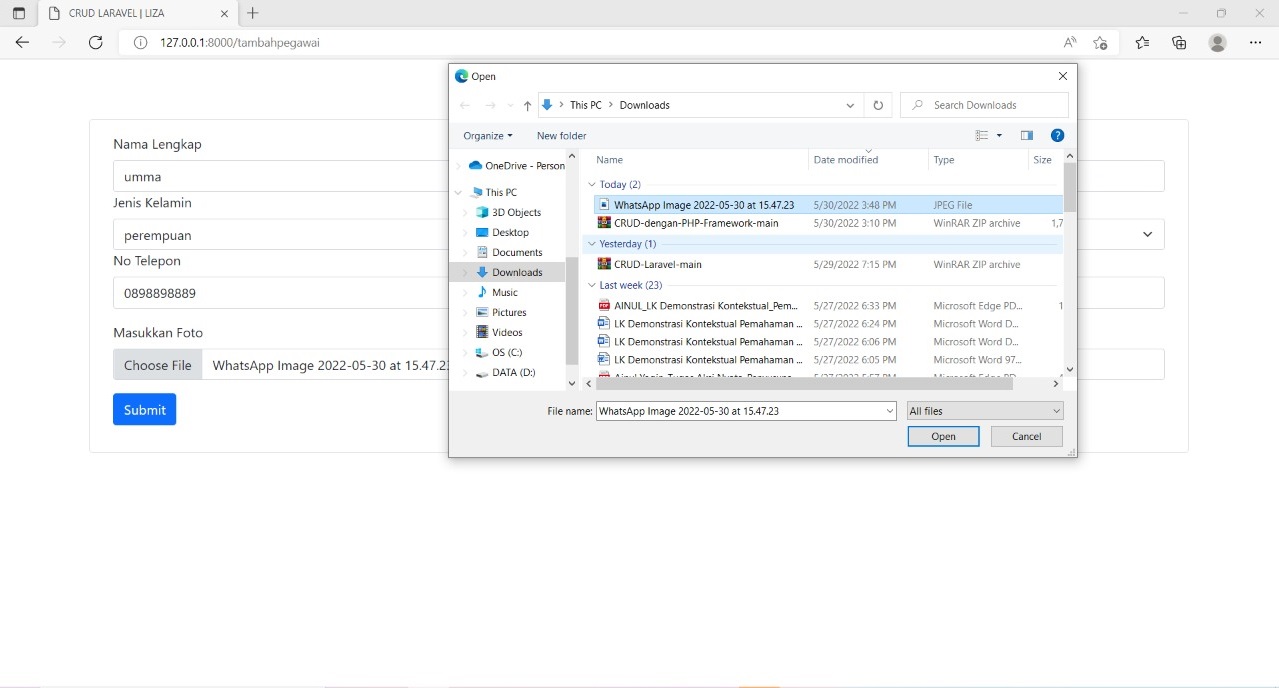 CRUD LARAVEL | LIZA
127.0.0.1:8000/tambahpegawai
Nama Lengkap
umma
Jenis Kelamin
perempuan
No Telepon
0898898889
Masukkan Foto
Choose File WhatsApp Image 2022-05-30 at 15.47.2
Submit
Open
This PC > Downloads
Search Downloads
Organize
New folder
OneDrive - Person
This PC
3D Objects
Desktop
Documents
Downloads
Music
Pictures
Videos
OS (C:)
DATA (D:)
Name Date modified Type Size
Today (2)
WhatsApp Image 2022-05-30 at 15.47.23 5/30/2022 3:48 PM JPEG File
CRUD-dengan-PHP-Framework-main 5/30/2022 3:10 PM WinRAR ZIP archive 1,7
Yesterday (1)
CRUD-Laravel-main 5/29/2022 7:15 PM WinRAR ZIP archive
Last week (23)
AINUL_LK Demonstrasi Kontekstual_Pem... 5/27/2022 6:33 PM Microsoft Edge PD... 1
LK Demonstrasi Kontekstual Pemahaman ... 5/27/2022 6:24 PM Microsoft Word D...
LK Demonstrasi Kontekstual Pemahaman ... 5/27/2022 6:06 PM Microsoft Word D...
LK Demonstrasi Kontekstual Pemahaman ... 5/27/2022 6:05 PM Microsoft Word 97...
File name: WhatsApp Image 2022-05-30 at 15.47.23
All files
Open
Cancel